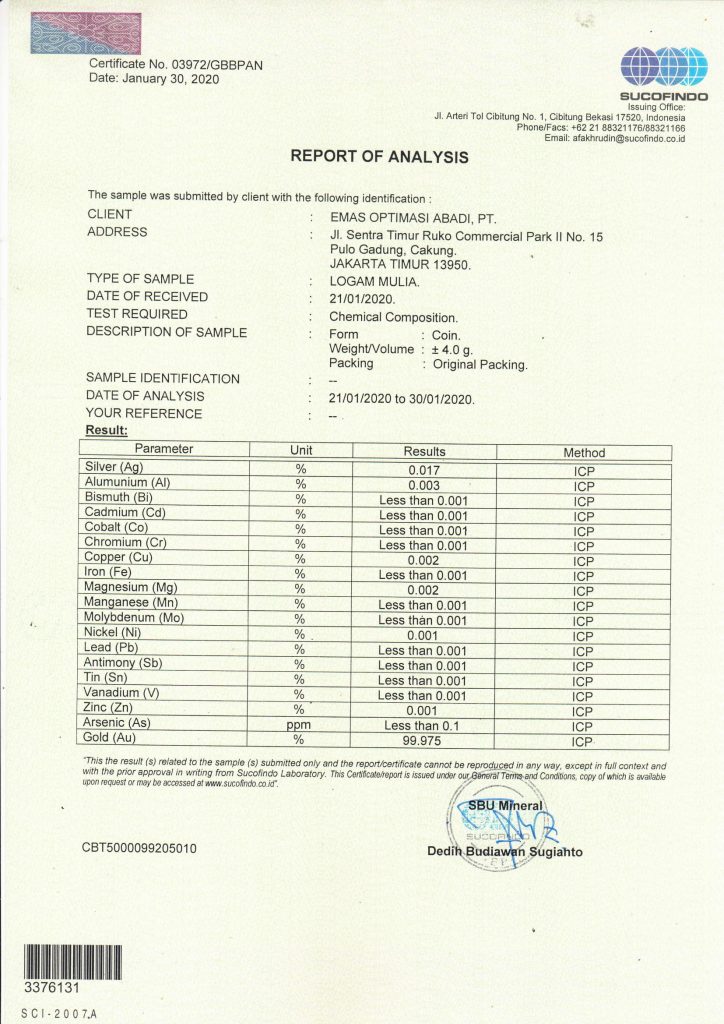 Certificate No. 03972/GBBPAN
Date: January 30, 2020
SUCOFINDO
Issuing Office:
Jl. Arteri Tol Cibitung No. 1, Cibitung Bekasi 17520, Indonesia
Phone/Facs: +62 21 88321176/88321166
Email: afakhrudin@sucofindo.co.id
REPORT OF ANALYSIS
The sample was submitted by client with the following identification :
CLIENT : EMAS OPTIMASI ABADI, PT.
ADDRESS : Jl. Sentra Timur Ruko Commercial Park II No. 15
Pulo Gadung, Cakung.
JAKARTA TIMUR 13950.
TYPE OF SAMPLE : LOGAM MULIA.
DATE OF RECEIVED : 21/01/2020.
TEST REQUIRED : Chemical Composition.
DESCRIPTION OF SAMPLE : Form : Coin.
Weight/Volume : ± 4.0 g.
Packing : Original Packing.
SAMPLE IDENTIFICATION : --
DATE OF ANALYSIS : 21/01/2020 to 30/01/2020.
YOUR REFERENCE : --
Result:
Parameter Unit Results Method
Silver (Ag) % 0.017 ICP
Alumunium (Al) % 0.003 ICP
Bismuth (Bi) % Less than 0.001 ICP
Cadmium (Cd) % Less than 0.001 ICP
Cobalt (Co) % Less than 0.001 ICP
Chromium (Cr) % Less than 0.001 ICP
Copper (Cu) % 0.002 ICP
Iron (Fe) % Less than 0.001 ICP
Magnesium (Mg) % 0.002 ICP
Manganese (Mn) % Less than 0.001 ICP
Molybdenum (Mo) % Less than 0.001 ICP
Nickel (Ni) % 0.001 ICP
Lead (Pb) % Less than 0.001 ICP
Antimony (Sb) % Less than 0.001 ICP
Tin (Sn) % Less than 0.001 ICP
Vanadium (V) % Less than 0.001 ICP
Zinc (Zn) % 0.001 ICP
Arsenic (As) ppm Less than 0.1 ICP
Gold (Au) % 99.975 ICP
"This the result (s) related to the sample (s) submitted only and the report/certificate cannot be reproduced in any way, except in full context and
with the prior approval in writing from Sucofindo Laboratory. This Certificate/report is issued under our General Terms and Conditions, copy of which is available
upon request or may be accessed at www.sucofindo.co.id".
SBU Mineral
SUCOFINDO
Dedih Budiawan Sugianto
CBT5000099205010
3376131
SCI-2007A